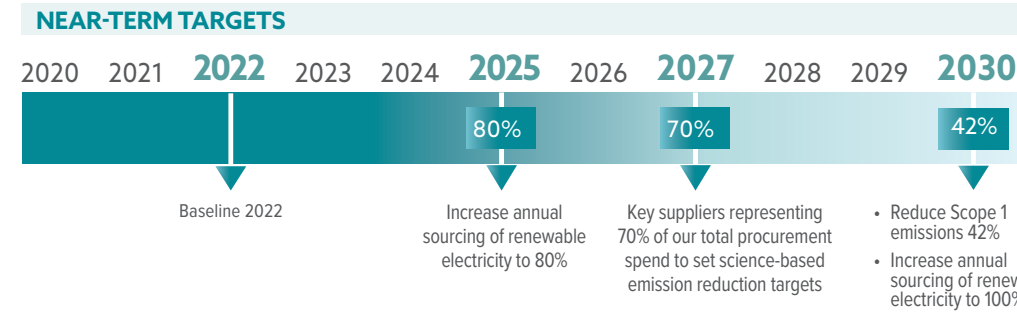 NEAR-TERM TARGETS
2020 2021 2022 2023 2024 2025 2026 2027 2028 2029 2030
80% 70% 42%
Baseline 2022
Increase annual
sourcing of renewable
electricity to 80%
Key suppliers representing
70% of our total procurement
spend to set science-based
emission reduction targets
• Reduce Scope 1
emissions 42%
• Increase annual
sourcing of
electricity to